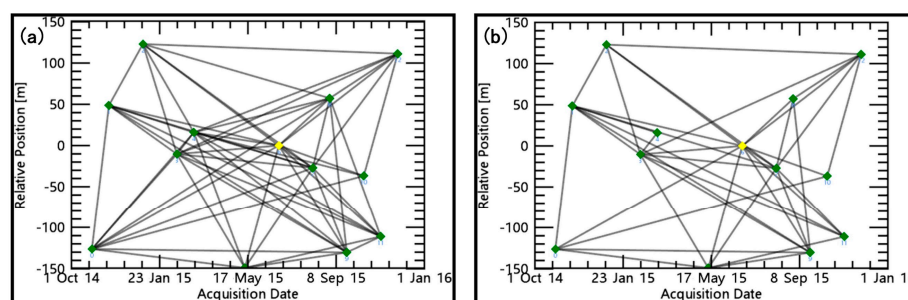 (a)
150
100
50
0
-50
-100
-150
Relative Position [m]
1 Oct 14 23 Jan 15 17 May 15 8 Sep 15 1 Jan 16
Acquisition Date
(b)
150
100
50
0
-50
-100
-150
Relative Position [m]
1 Oct 14 23 Jan 15 17 May 15 8 Sep 15 1 Jan 1
Acquisition Date